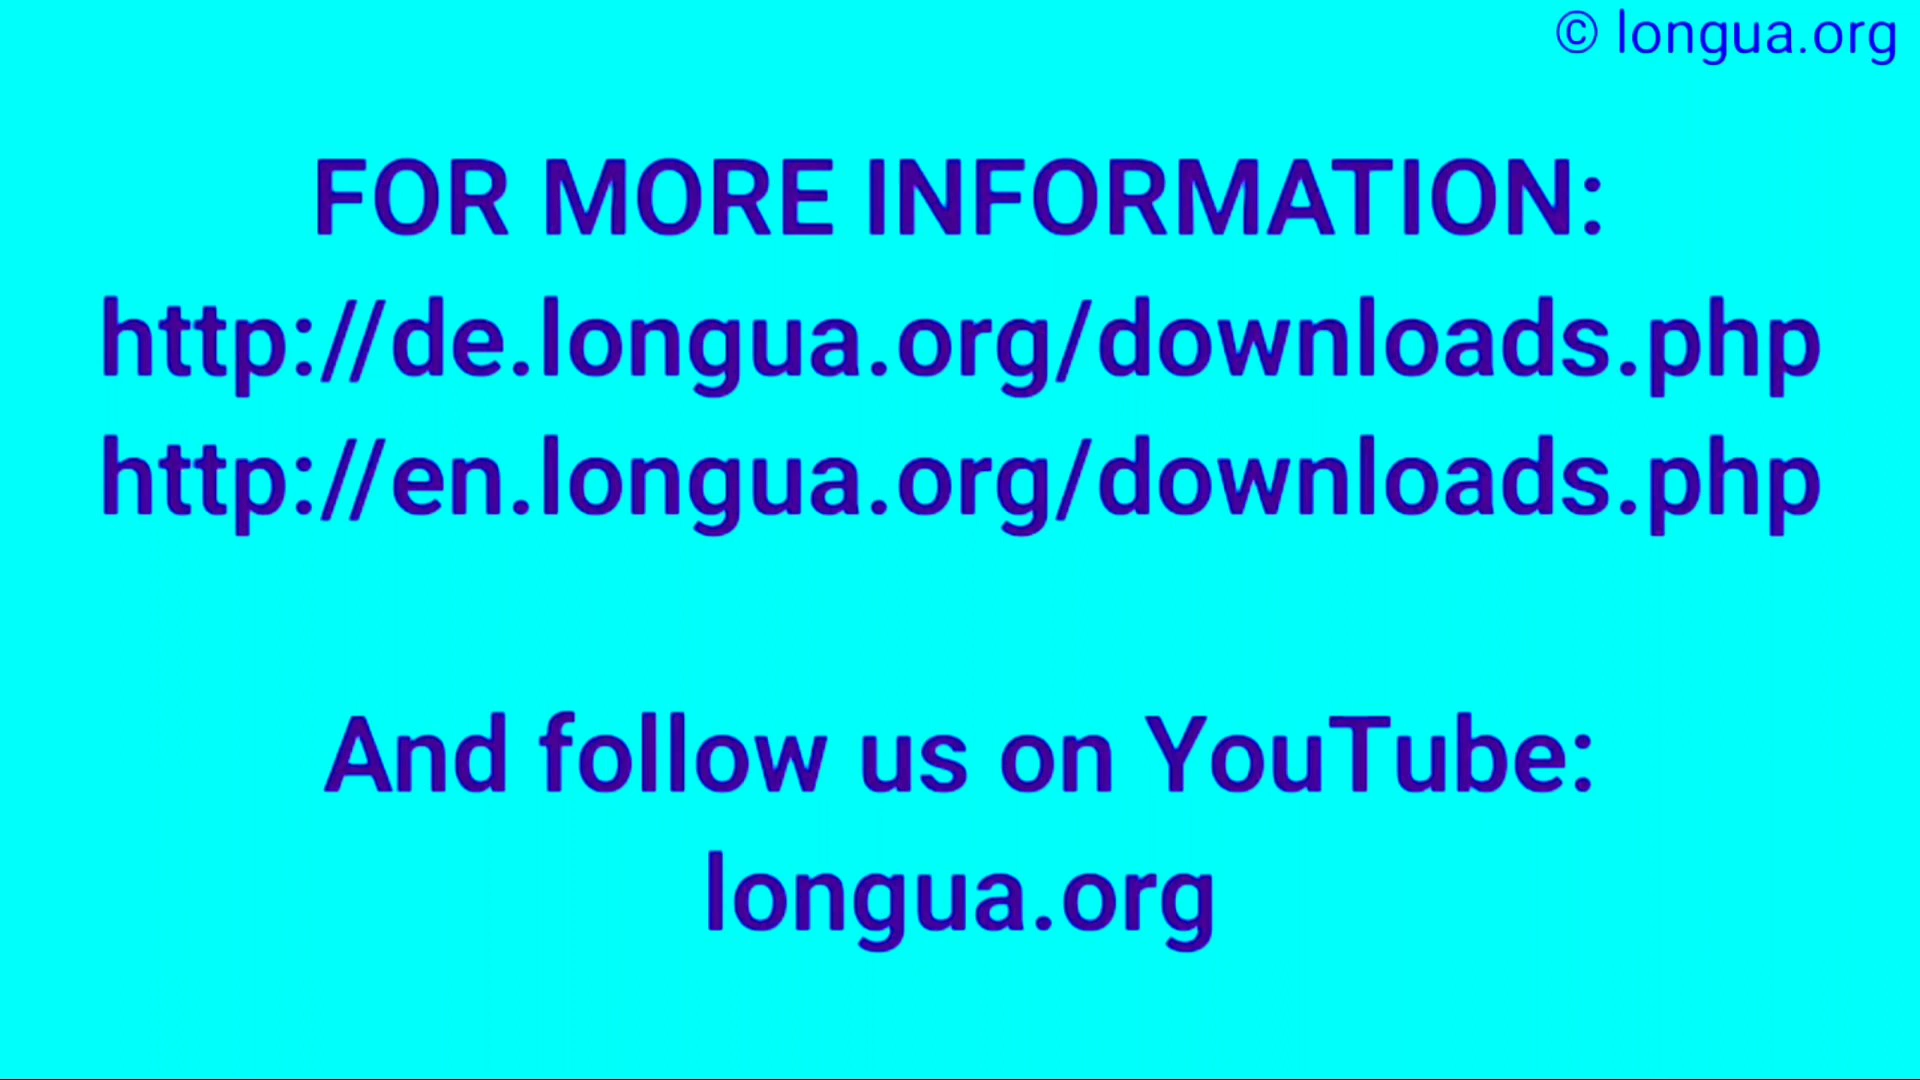 © longua.org
FOR MORE INFORMATION:
http://de.longua.org/downloads.php
http://en.longua.org/downloads.php
And follow us on YouTube:
longua.org